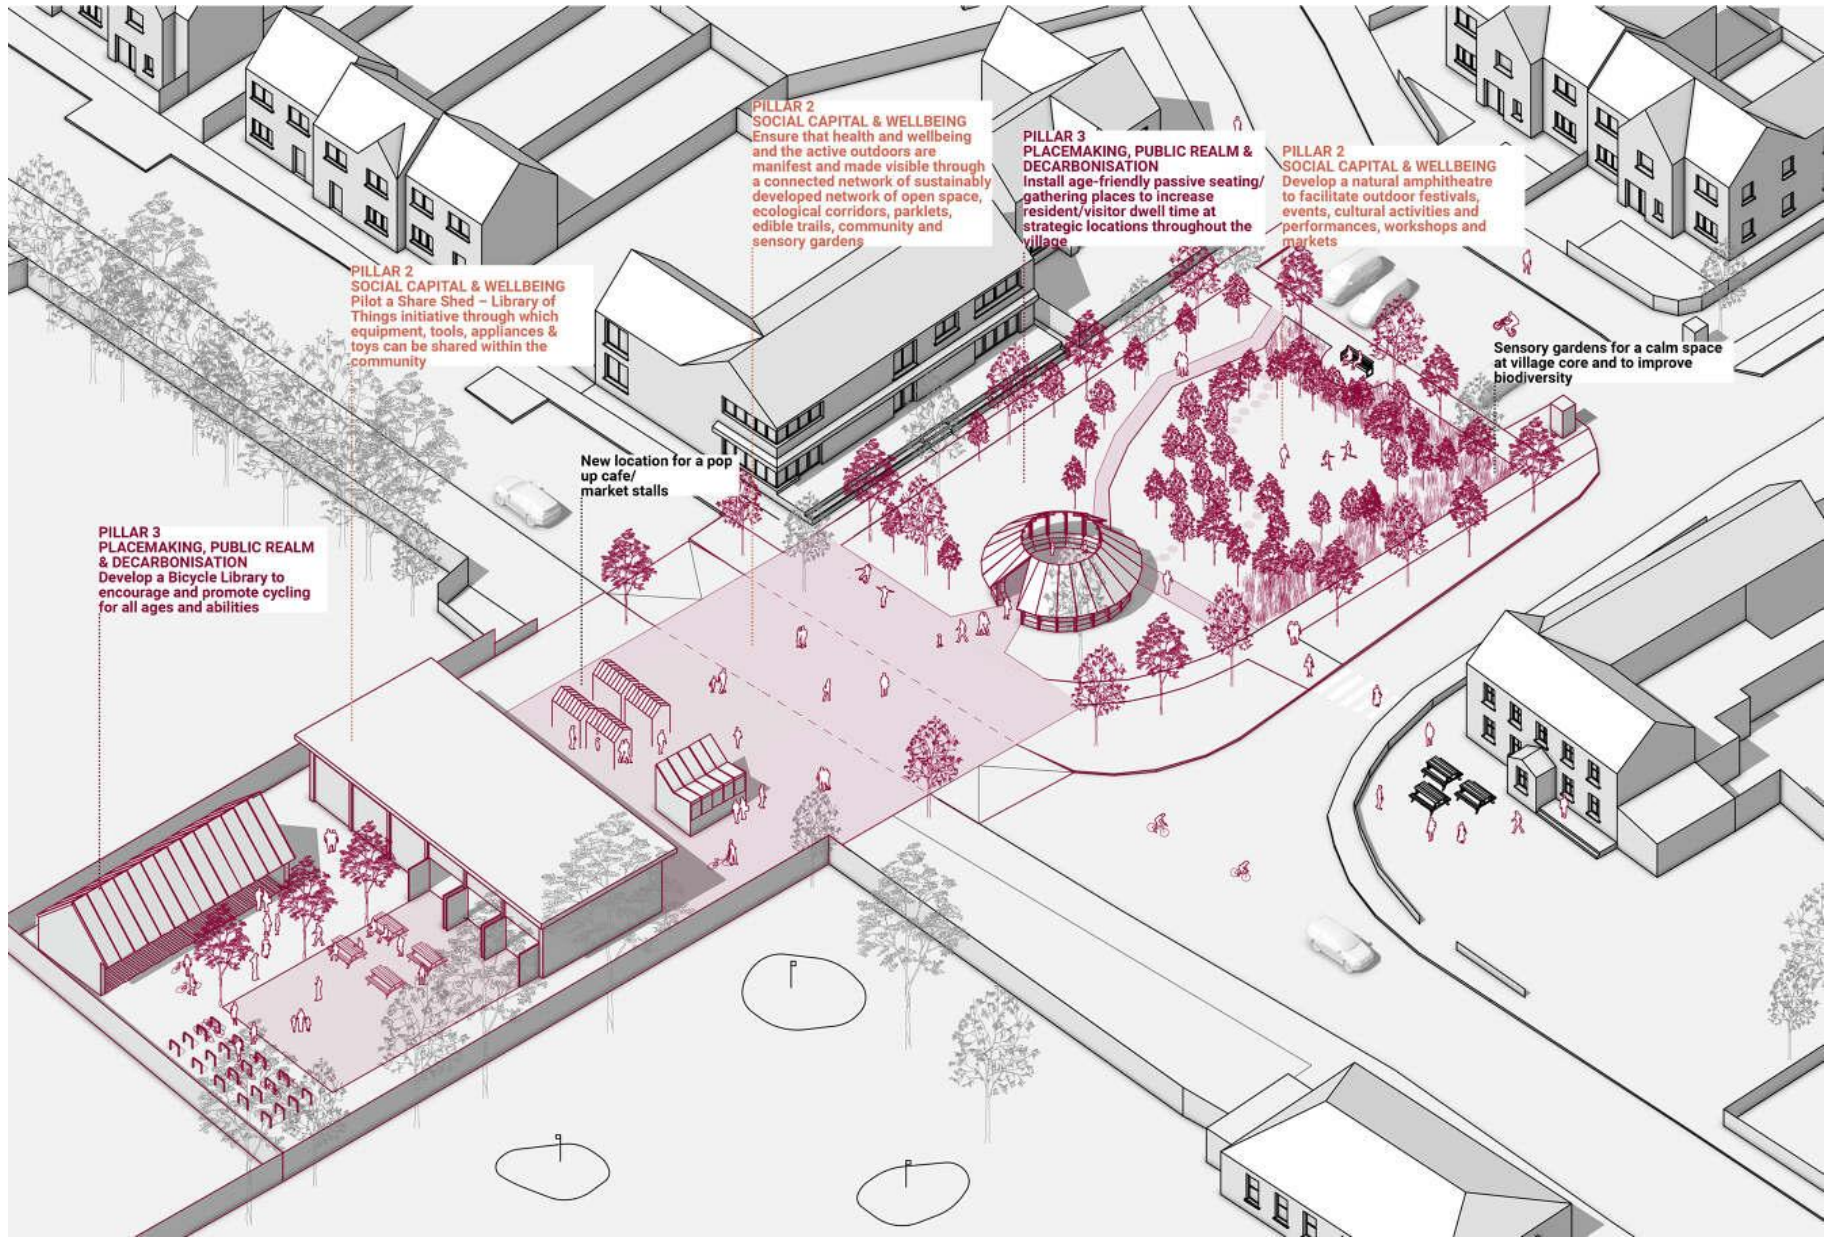 PILLAR 2
SOCIAL CAPITAL & WELLBEING
Ensure that health and wellbeing
and the active outdoors are
manifest and made visible through
a connected network of sustainably
developed network of open space,
ecological corridors, parklets,
edible trails, community and
sensory gardens
PILLAR 3
PLACEMAKING, PUBLIC REALM &
DECARBONISATION
Install age-friendly passive seating/
gathering places to increase
resident/visitor dwell time at
strategic locations throughout the
village
PILLAR 2
SOCIAL CAPITAL & WELLBEING
Develop a natural amphitheatre
to facilitate outdoor festivals,
events, cultural activities and
performances, workshops and
markets
PILLAR 2
SOCIAL CAPITAL & WELLBEING
Pilot a Share Shed – Library of
Things initiative through which
equipment, tools, appliances &
toys can be shared within the
community
Sensory gardens for a calm space
at village core and to improve
biodiversity
New location for a pop
up cafe/
market stalls
PILLAR 3
PLACEMAKING, PUBLIC REALM
& DECARBONISATION
Develop a Bicycle Library to
encourage and promote cycling
for all ages and abilities